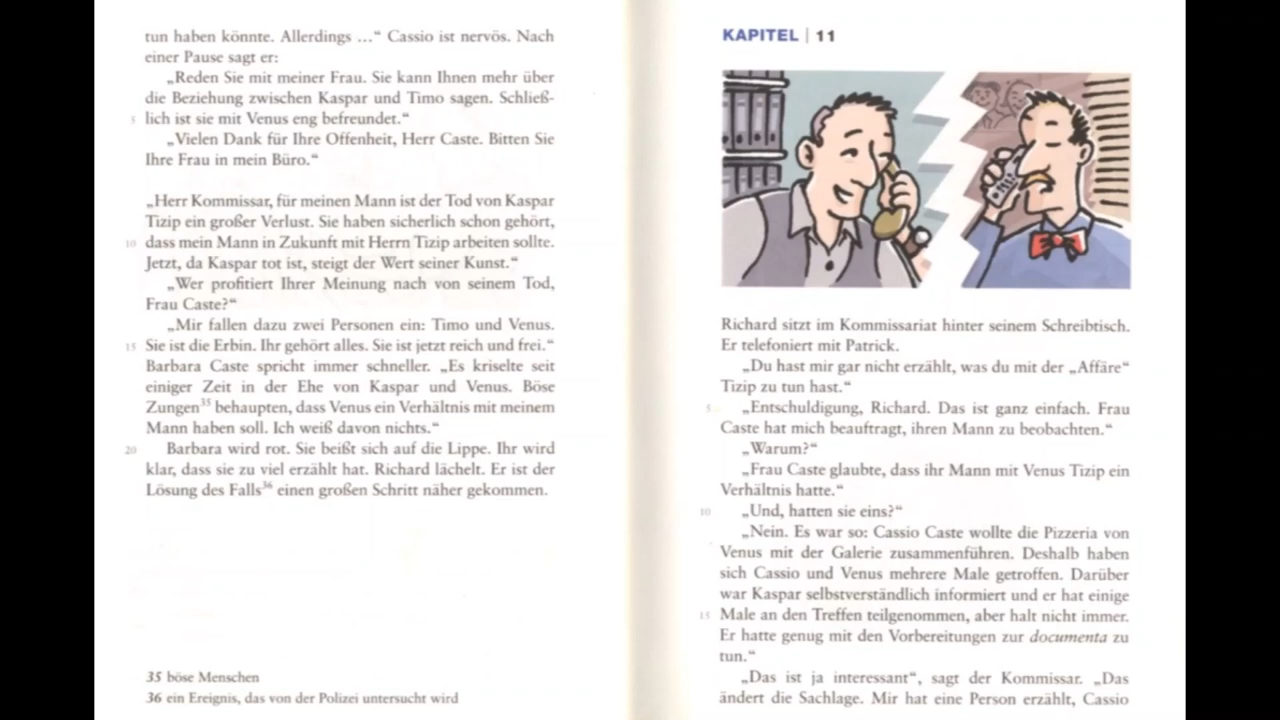 tun haben könnte. Allerdings ...“ Cassio ist nervös. Nach
einer Pause sagt er:
„Reden Sie mit meiner Frau. Sie kann Ihnen mehr über
die Beziehung zwischen Kaspar und Timo sagen. Schließ-
5 lich ist sie mit Venus eng befreundet.“
„Vielen Dank für Ihre Offenheit, Herr Caste. Bitten Sie
Ihre Frau in mein Büro.“
„Herr Kommissar, für meinen Mann ist der Tod von Kaspar
Tizip ein großer Verlust. Sie haben sicherlich schon gehört,
10 dass mein Mann in Zukunft mit Herrn Tizip arbeiten sollte.
Jetzt, da Kaspar tot ist, steigt der Wert seiner Kunst.“
„Wer profitiert Ihrer Meinung nach von seinem Tod,
Frau Caste?“
„Mir fallen dazu zwei Personen ein: Timo und Venus.
15 Sie ist die Erbin. Ihr gehört alles. Sie ist jetzt reich und frei.“
Barbara Caste spricht immer schneller. „Es kriselte seit
einiger Zeit in der Ehe von Kaspar und Venus. Böse
Zungen35 behaupten, dass Venus ein Verhältnis mit meinem
Mann haben soll. Ich weiß davon nichts.“
20 Barbara wird rot. Sie beißt sich auf die Lippe. Ihr wird
klar, dass sie zu viel erzählt hat. Richard lächelt. Er ist der
Lösung des Falls36 einen großen Schritt näher gekommen.
35 böse Menschen
36 ein Ereignis, das von der Polizei untersucht wird
KAPITEL | 11
Richard sitzt im Kommissariat hinter seinem Schreibtisch.
Er telefoniert mit Patrick.
„Du hast mir gar nicht erzählt, was du mit der „Affäre“
Tizip zu tun hast.“
5 „Entschuldigung, Richard. Das ist ganz einfach. Frau
Caste hat mich beauftragt, ihren Mann zu beobachten.“
„Warum?“
„Frau Caste glaubte, dass ihr Mann mit Venus Tizip ein
Verhältnis hatte.“
10 „Und, hatten sie eins?“
„Nein. Es war so: Cassio Caste wollte die Pizzeria von
Venus mit der Galerie zusammenführen. Deshalb haben
sich Cassio und Venus mehrere Male getroffen. Darüber
war Kaspar selbstverständlich informiert und er hat einige
15 Male an den Treffen teilgenommen, aber halt nicht immer.
Er hatte genug mit den Vorbereitungen zur documenta zu
tun.“
„Das ist ja interessant“, sagt der Kommissar. „Das
ändert die Sachlage. Mir hat eine Person erzählt, Cassio